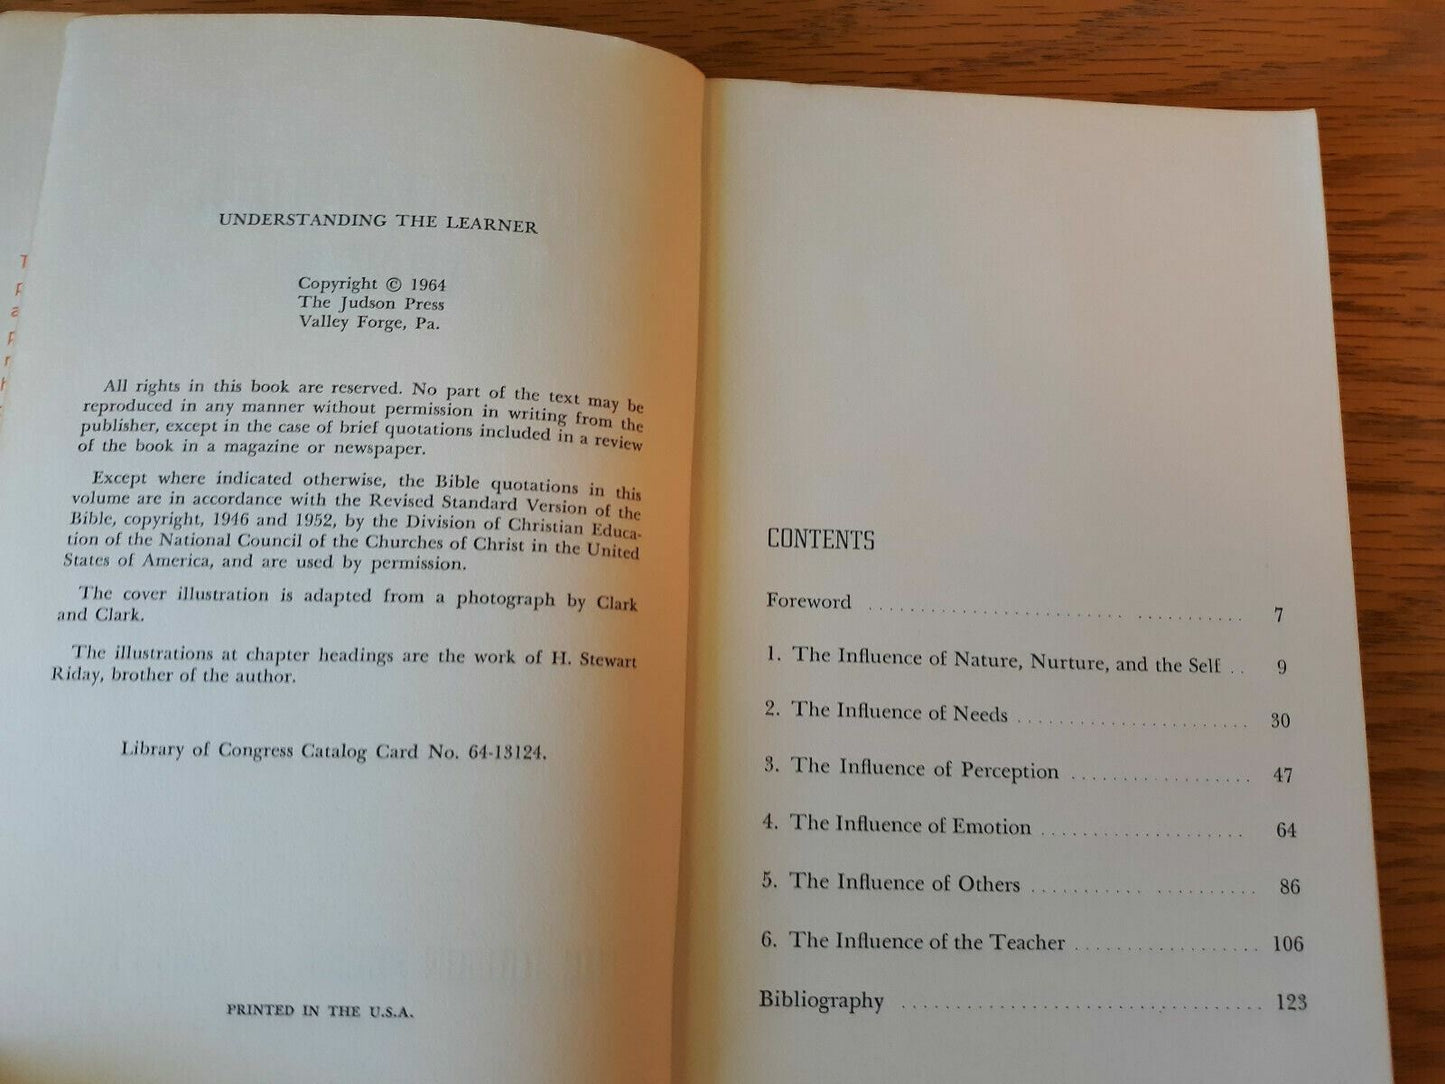 UNDERSTANDING THE LEARNER
Copyright © 1964
The Judson Press
Valley Forge, Pa.
All rights in this book are reserved. No part of the text may be
reproduced in any manner without permission in writing from the
publisher, except in the case of brief quotations included in a review
of the book in a magazine or newspaper.
Except where indicated otherwise, the Bible quotations in this
volume are in accordance with the Revised Standard Version of the
Bible, copyright, 1946 and 1952, by the Division of Christian Educa-
tion of the National Council of the Churches of Christ in the United
States of America, and are used by permission.
The cover illustration is adapted from a photograph by Clark
and Clark.
The illustrations at chapter headings are the work of H. Stewart
Riday, brother of the author.
Library of Congress Catalog Card No. 64-13124.
PRINTED IN THE U.S.A.
CONTENTS
Foreword . . . . . . . . . . . . . . . . . . . . . . . . . . . . . . . . . . 7
1. The Influence of Nature, Nurture, and the Self . . 9
2. The Influence of Needs . . . . . . . . . . . . . . . . . . . . . . . 30
3. The Influence of Perception . . . . . . . . . . . . . . . . . . 47
4. The Influence of Emotion . . . . . . . . . . . . . . . . . . . . 64
5. The Influence of Others . . . . . . . . . . . . . . . . . . . . . 86
6. The Influence of the Teacher . . . . . . . . . . . . . . . . . . 106
Bibliography . . . . . . . . . . . . . . . . . . . . . . . . . . . . . . . . 123